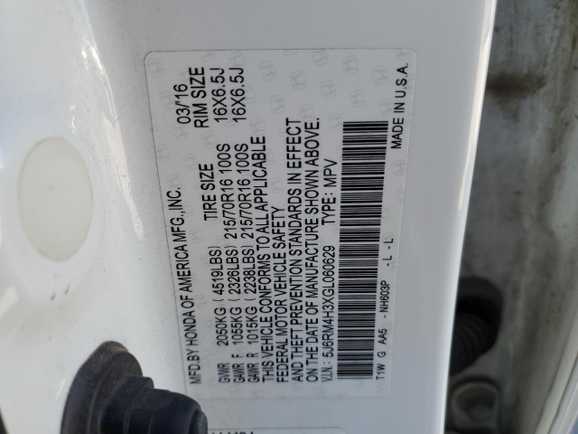 MFD.BY HONDA OF AMERICA MFG.,INC. 03/16
TIRE SIZE RIM SIZE
GVWR 2050KG (4519LBS)
GAWR F 1055KG (2326LBS) 215/70R16 100S 16X6.5J
GAWR R 1015KG (2238LBS) 215/70R16 100S 16X6.5J
THIS VEHICLE CONFORMS TO ALL APPLICABLE
FEDERAL MOTOR VEHICLE SAFETY
AND THEFT PREVENTION STANDARDS IN EFFECT
ON THE DATE OF MANUFACTURE SHOWN ABOVE.
V.I.N: 5J6RM4H3XGL060629 TYPE: MPV
T1W G AA5 - NH603P - L - L MADE IN U.S.A.